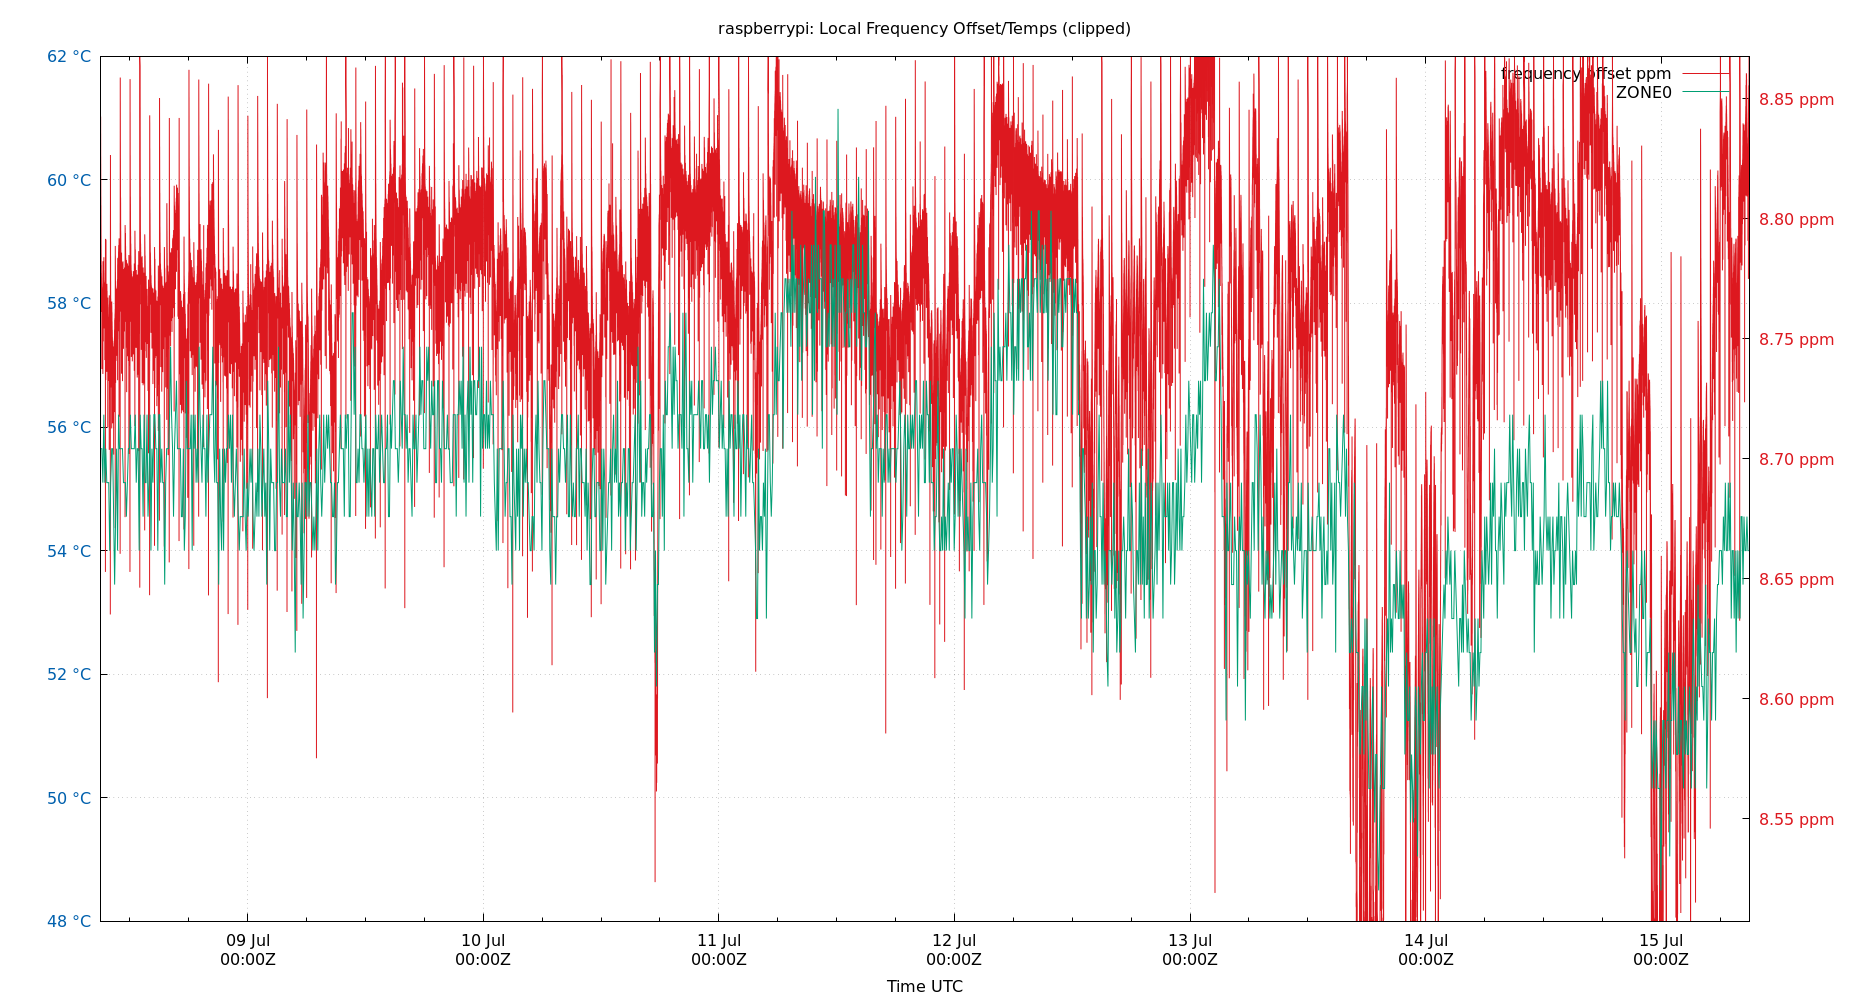 raspberrypi: Local Frequency Offset/Temps (clipped)
frequency offset ppm
ZONE0
62 °C
60 °C
58 °C
56 °C
54 °C
52 °C
50 °C
48 °C
8.85 ppm
8.80 ppm
8.75 ppm
8.70 ppm
8.65 ppm
8.60 ppm
8.55 ppm
09 Jul 10 Jul 11 Jul 12 Jul 13 Jul 14 Jul 15 Jul
00:00Z 00:00Z 00:00Z 00:00Z 00:00Z 00:00Z 00:00Z
Time UTC